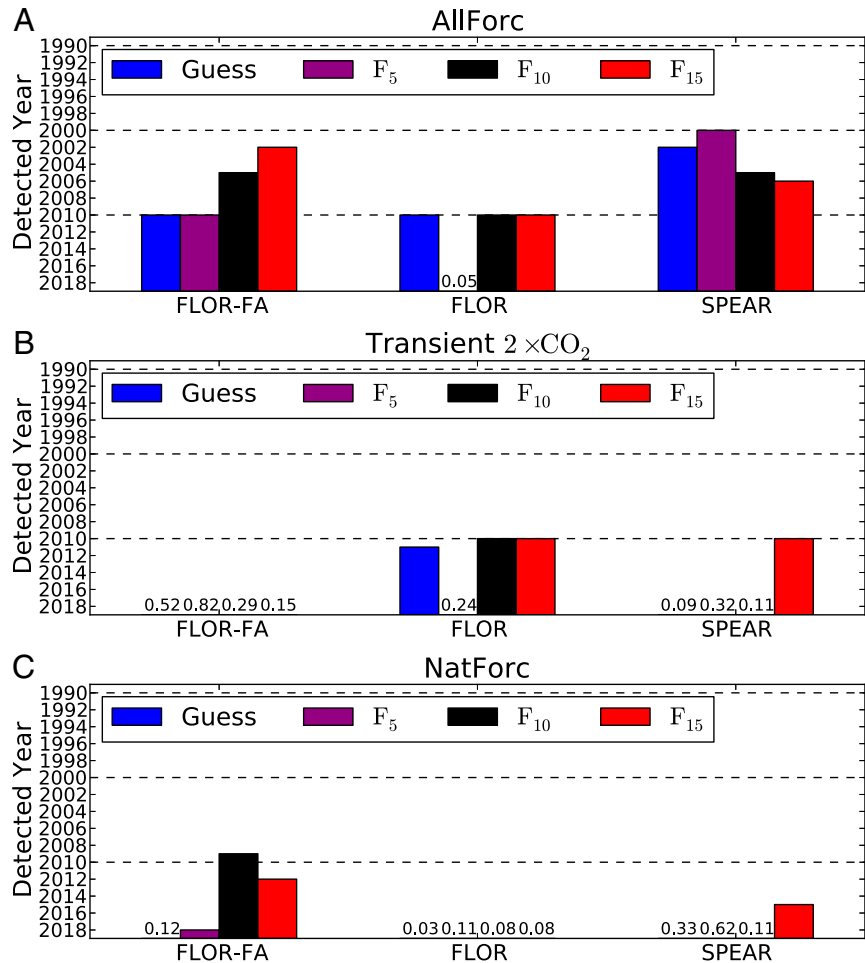 A
AllForc
Detected Year
1990
1992
1994
1996
1998
2000
2002
2004
2006
2008
2010
2012
2014
2016
2018
Guess F₅ F₁₀ F₁₅
0.05
FLOR-FA FLOR SPEAR
B
Transient 2 ×CO₂
Detected Year
1990
1992
1994
1996
1998
2000
2002
2004
2006
2008
2010
2012
2014
2016
2018
Guess F₅ F₁₀ F₁₅
0.52 0.82 0.29 0.15 0.24 0.09 0.32 0.11
FLOR-FA FLOR SPEAR
C
NatForc
Detected Year
1990
1992
1994
1996
1998
2000
2002
2004
2006
2008
2010
2012
2014
2016
2018
Guess F₅ F₁₀ F₁₅
0.12 0.03 0.11 0.08 0.08 0.33 0.62 0.11
FLOR-FA FLOR SPEAR